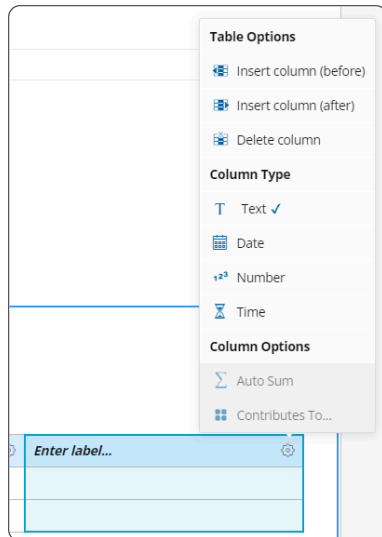 Table Options
Insert column (before)
Insert column (after)
Delete column
Column Type
T Text ✓
Date
123 Number
Time
Column Options
Σ Auto Sum
Contributes To...
Enter label...